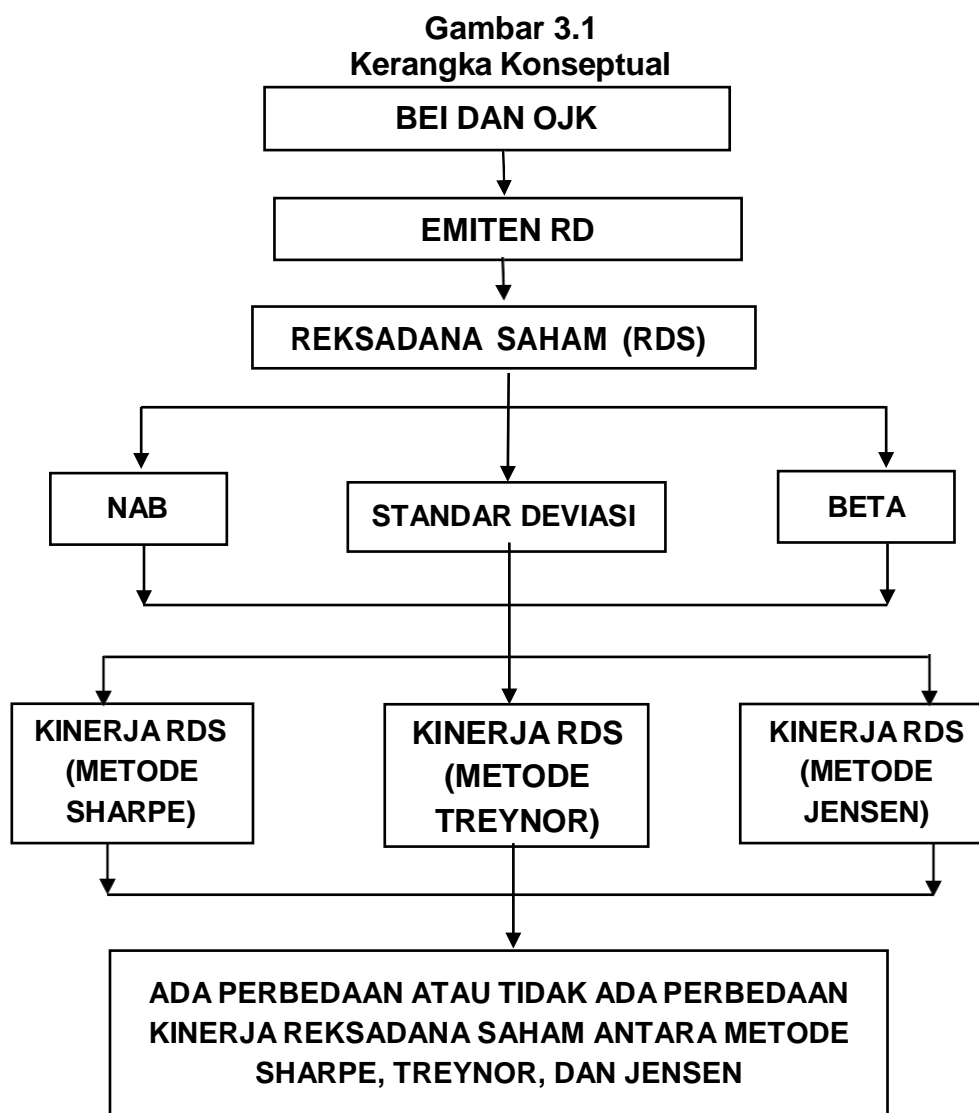 Gambar 3.1
Kerangka Konseptual
BEI DAN OJK
EMITEN RD
REKSADANA SAHAM (RDS)
NAB
STANDAR DEVIASI
BETA
KINERJA RDS
(METODE
SHARPE)
KINERJA RDS
(METODE
TREYNOR)
KINERJA RDS
(METODE
JENSEN)
ADA PERBEDAAN ATAU TIDAK ADA PERBEDAAN
KINERJA REKSADANA SAHAM ANTARA METODE
SHARPE, TREYNOR, DAN JENSEN